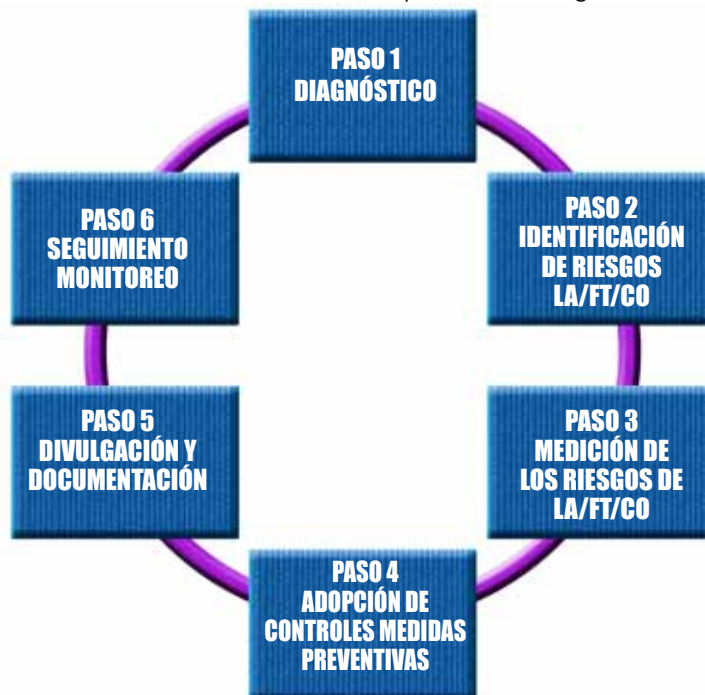 PASO 1
DIAGNÓSTICO
PASO 2
IDENTIFICACIÓN
DE RIESGOS
LA/FT/CO
PASO 3
MEDICIÓN DE
LOS RIESGOS DE
LA/FT/CO
PASO 4
ADOPCIÓN DE
CONTROLES MEDIDAS
PREVENTIVAS
PASO 5
DIVULGACIÓN Y
DOCUMENTACIÓN
PASO 6
SEGUIMIENTO
MONITOREO